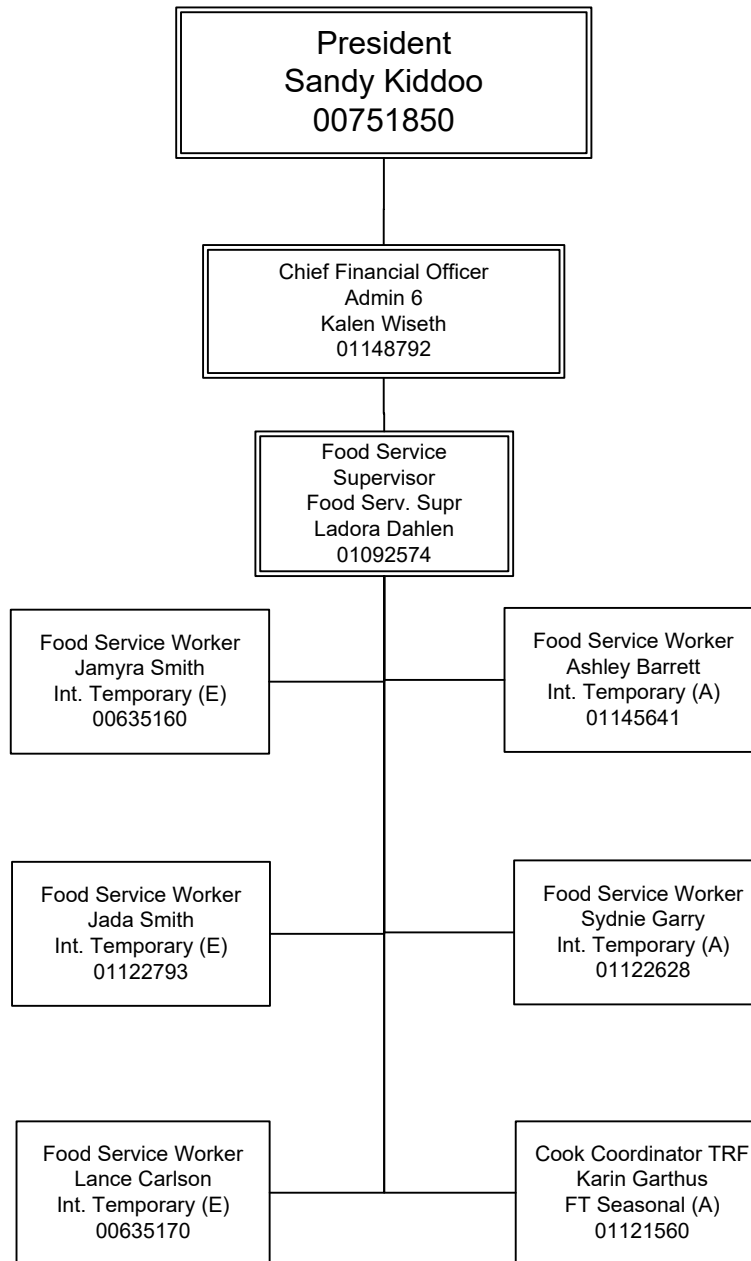 President
Sandy Kiddoo
00751850
Chief Financial Officer
Admin 6
Kalen Wiseth
01148792
Food Service
Supervisor
Food Serv. Supr
Ladora Dahlen
01092574
Food Service Worker
Jamyra Smith
Int. Temporary (E)
00635160
Food Service Worker
Ashley Barrett
Int. Temporary (A)
01145641
Food Service Worker
Jada Smith
Int. Temporary (E)
01122793
Food Service Worker
Sydnie Garry
Int. Temporary (A)
01122628
Food Service Worker
Lance Carlson
Int. Temporary (E)
00635170
Cook Coordinator TRF
Karin Garthus
FT Seasonal (A)
01121560